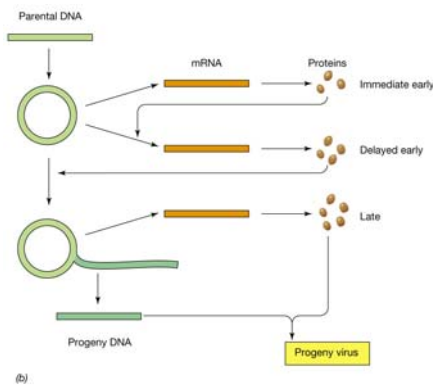 Parental DNA
mRNA
Proteins
Immediate early
Delayed early
Late
Progeny DNA
Progeny virus
(b)